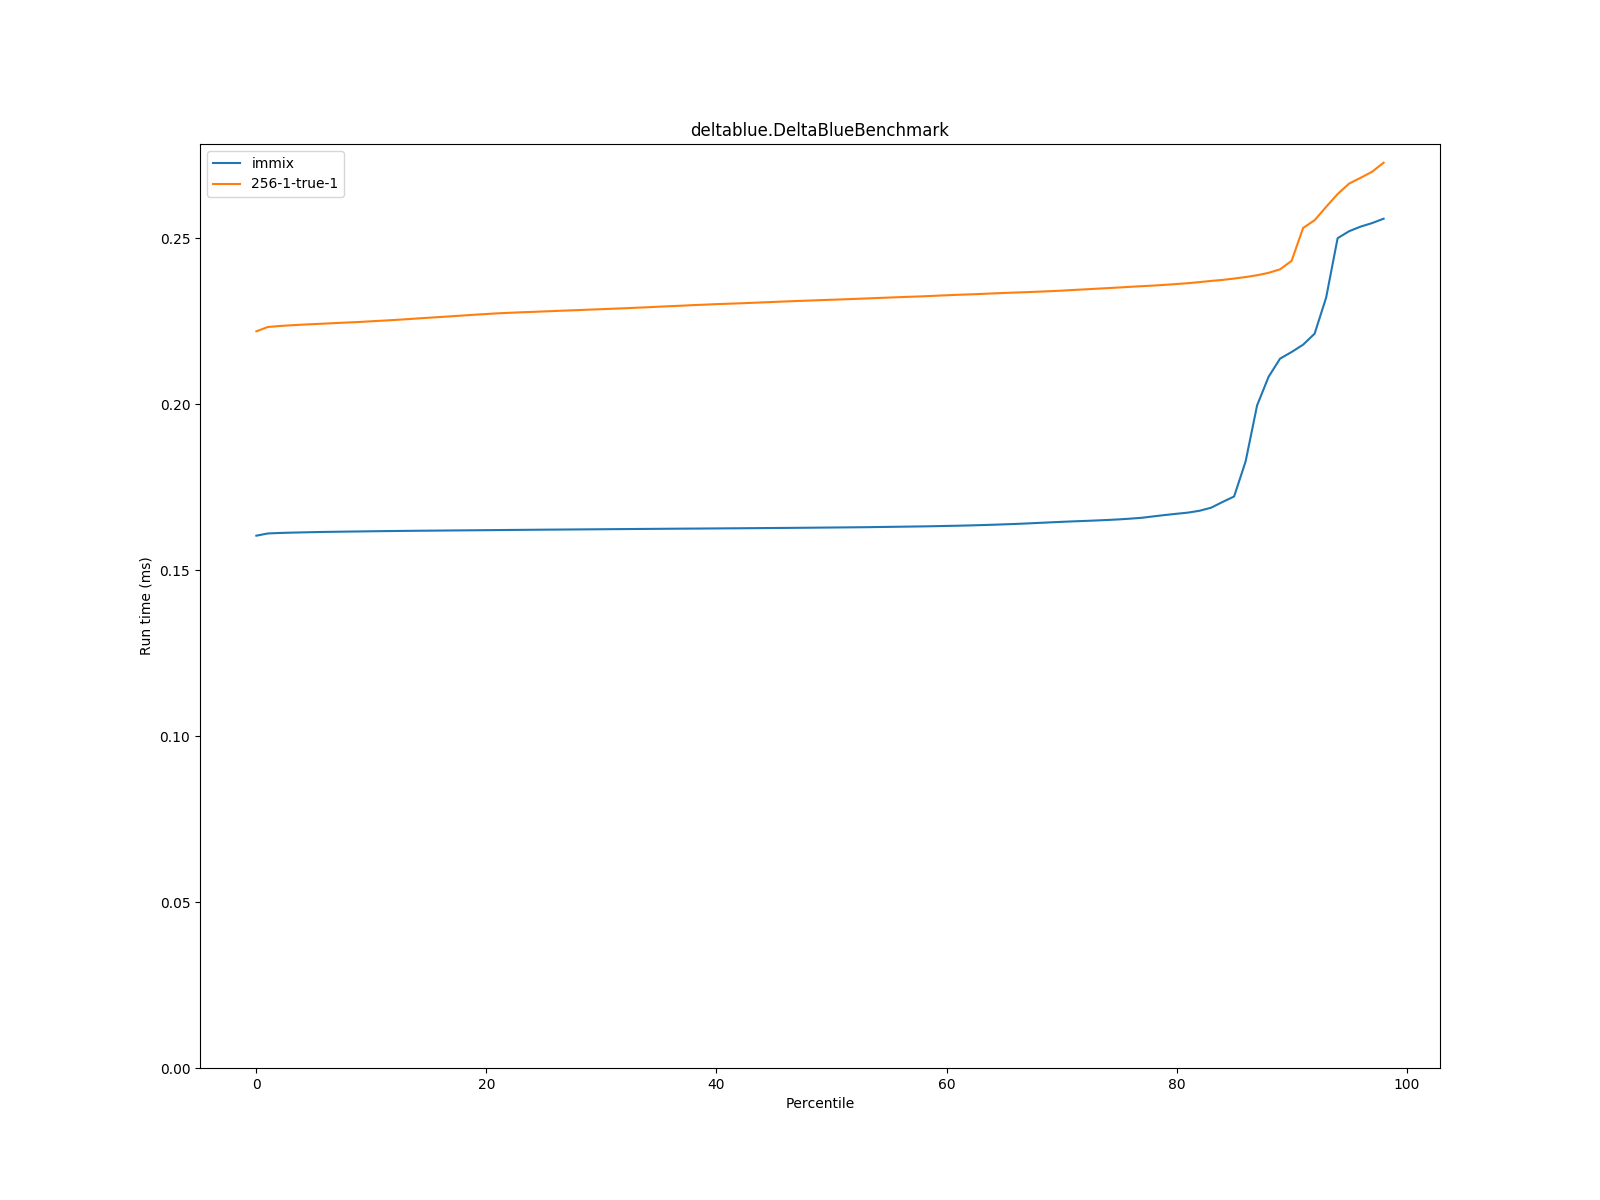 deltablue.DeltaBlueBenchmark
immix
256-1-true-1
0.25
0.20
0.15
0.10
0.05
0.00
Run time (ms)
0 20 40 60 80 100
Percentile